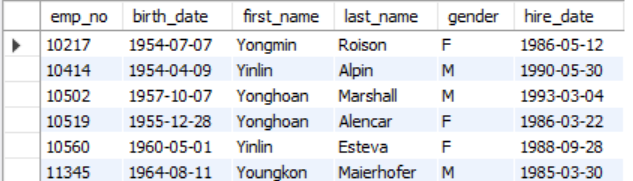 emp_no birth_date first_name last_name gender hire_date
10217 1954-07-07 Yongmin Roison F 1986-05-12
10414 1954-04-09 Yinlin Alpin M 1990-05-30
10502 1957-10-07 Yonghoan Marshall M 1993-03-04
10519 1955-12-28 Yonghoan Alencar F 1986-03-22
10560 1960-05-01 Yinlin Esteva F 1988-09-28
11345 1964-08-11 Youngkon Maierhofer M 1985-03-30